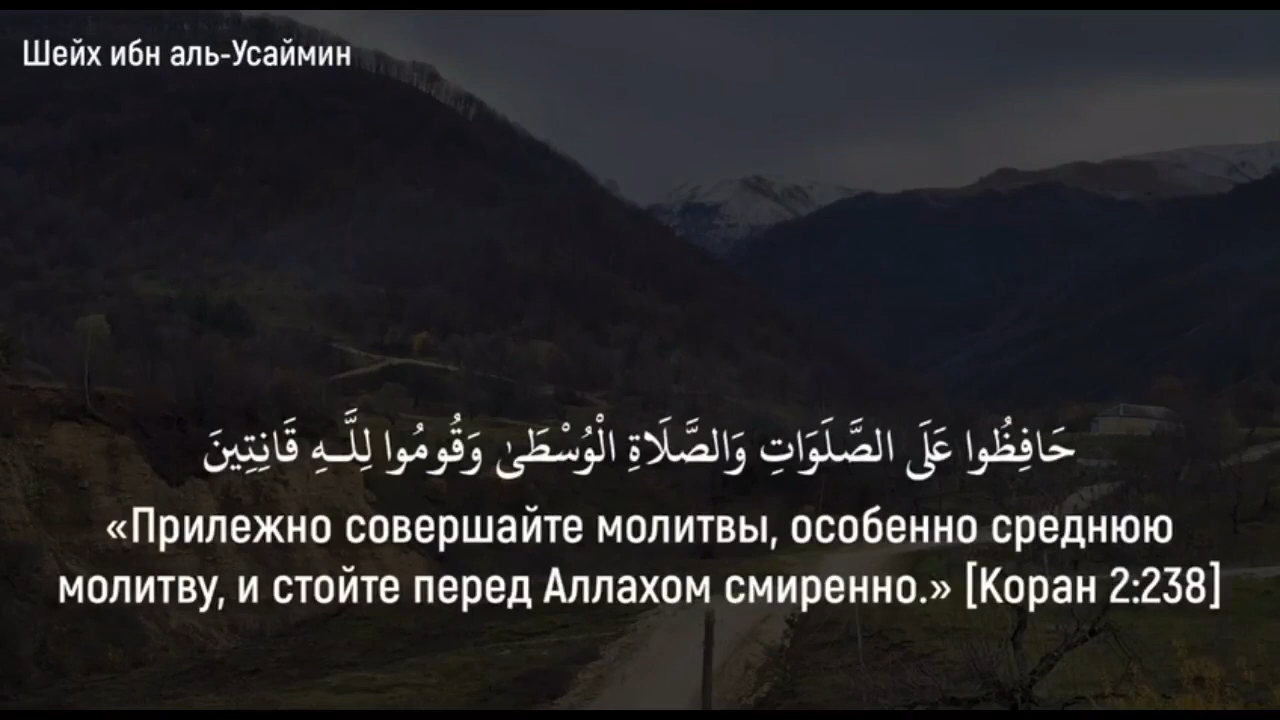 Шейх ибн аль-Усаймин
حَافِظُوا عَلَى الصَّلَوَاتِ وَالصَّلَاةِ الْوُسْطَىٰ وَقُومُوا لِلَّـهِ قَانِتِينَ
«Прилежно совершайте молитвы, особенно среднюю
молитву, и стойте перед Аллахом смиренно.» [Коран 2:238]